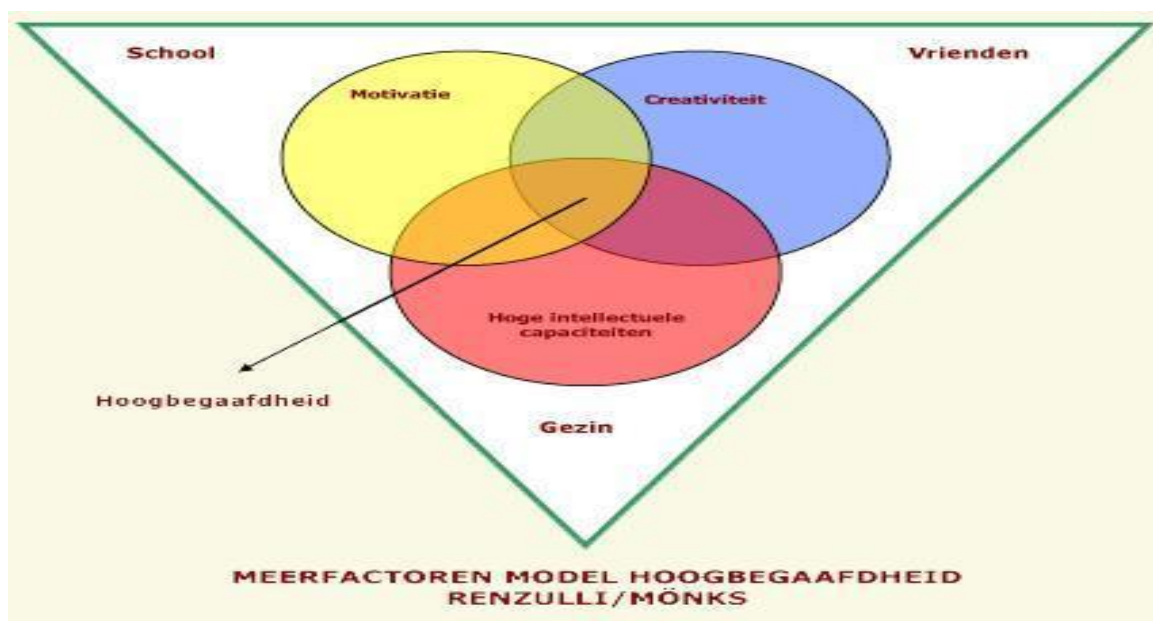 School
Vrienden
Motivatie
Creativiteit
Hoge intellectuele
capaciteiten
Hoogbegaafdheid
Gezin
MEERFACTOREN MODEL HOOGBEGAAFDHEID
RENZULLI/MÖNKS